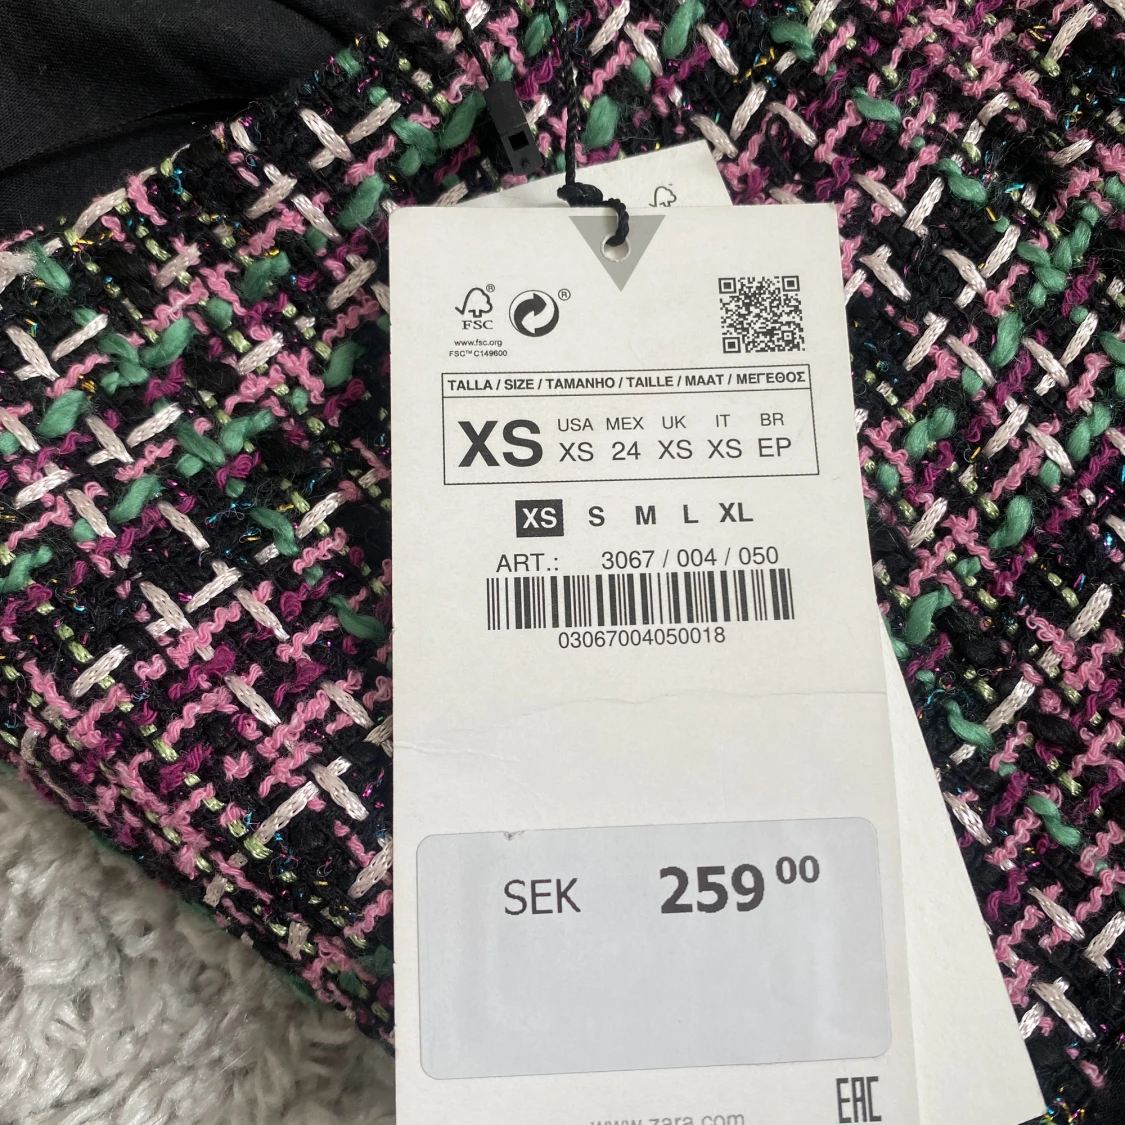 FSC
www.fsc.org
FSC™ C149600
TALLA / SIZE / TAMANHO / TAILLE / MAAT / ΜΕΓΕΘΟΣ
XS
USA MEX UK IT BR
XS 24 XS XS EP
XS S M L XL
ART.: 3067 / 004 / 050
03067004050018
SEK 259 00
EAC
www.zara.com